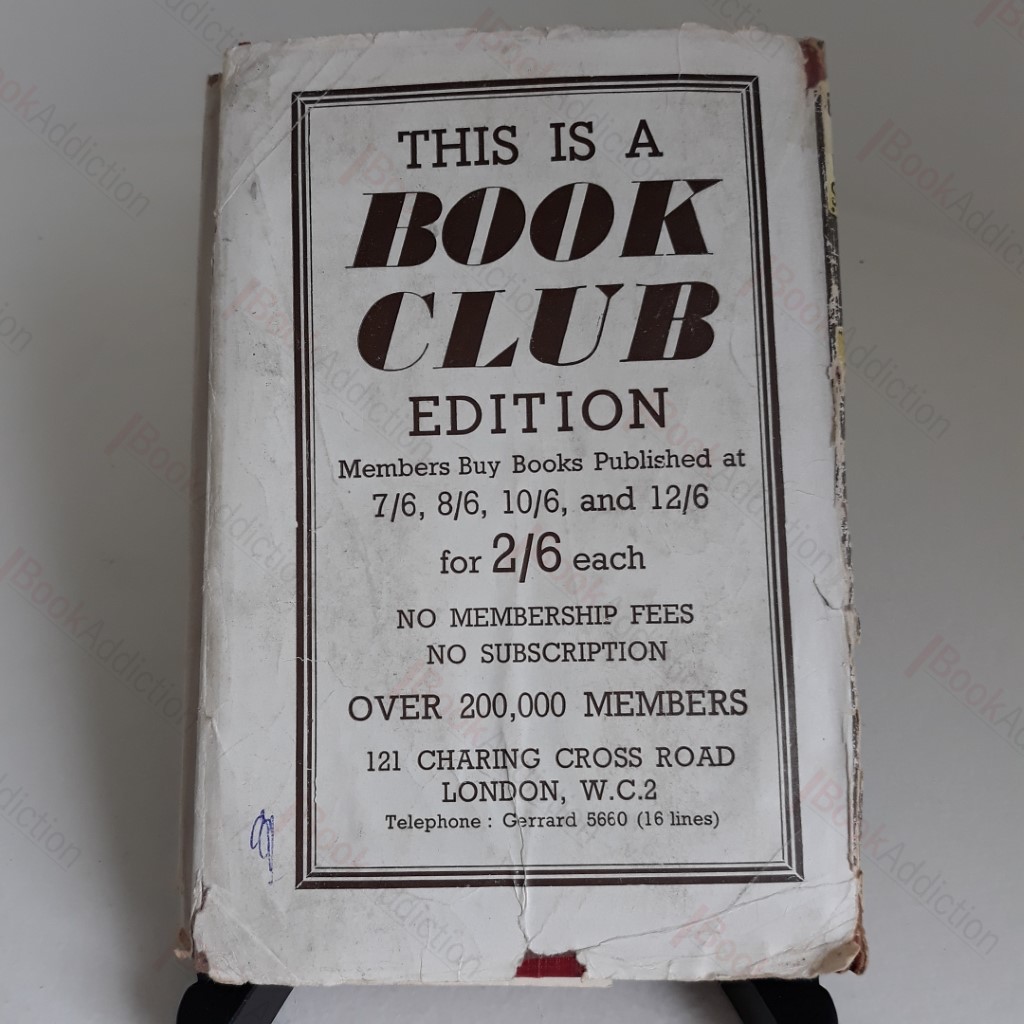 THIS IS A
BOOK
CLUB
EDITION
Members Buy Books Published at
7/6, 8/6, 10/6, and 12/6
for 2/6 each
NO MEMBERSHIP FEES
NO SUBSCRIPTION
OVER 200,000 MEMBERS
121 CHARING CROSS ROAD
LONDON, W.C.2
Telephone : Gerrard 5660 (16 lines)
BookAddiction